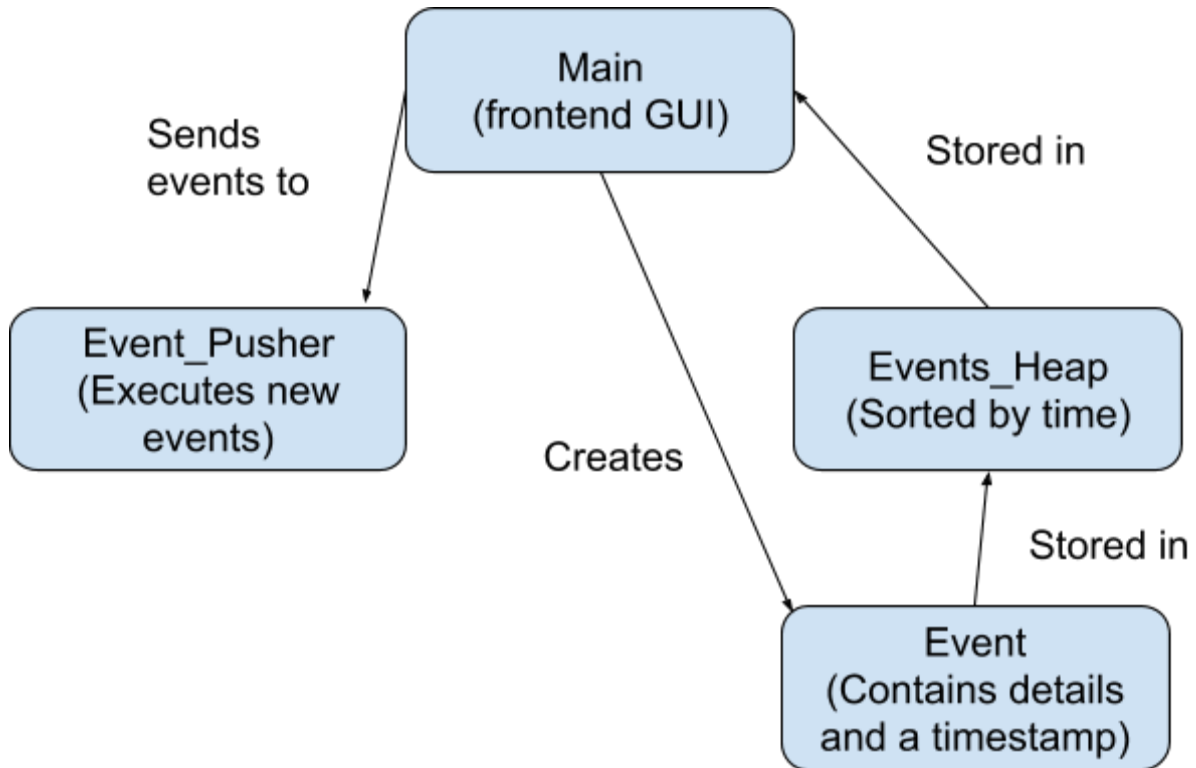 Main
(frontend GUI)
Sends
events to
Stored in
Event_Pusher
(Executes new
events)
Events_Heap
(Sorted by time)
Creates
Stored in
Event
(Contains details
and a timestamp)